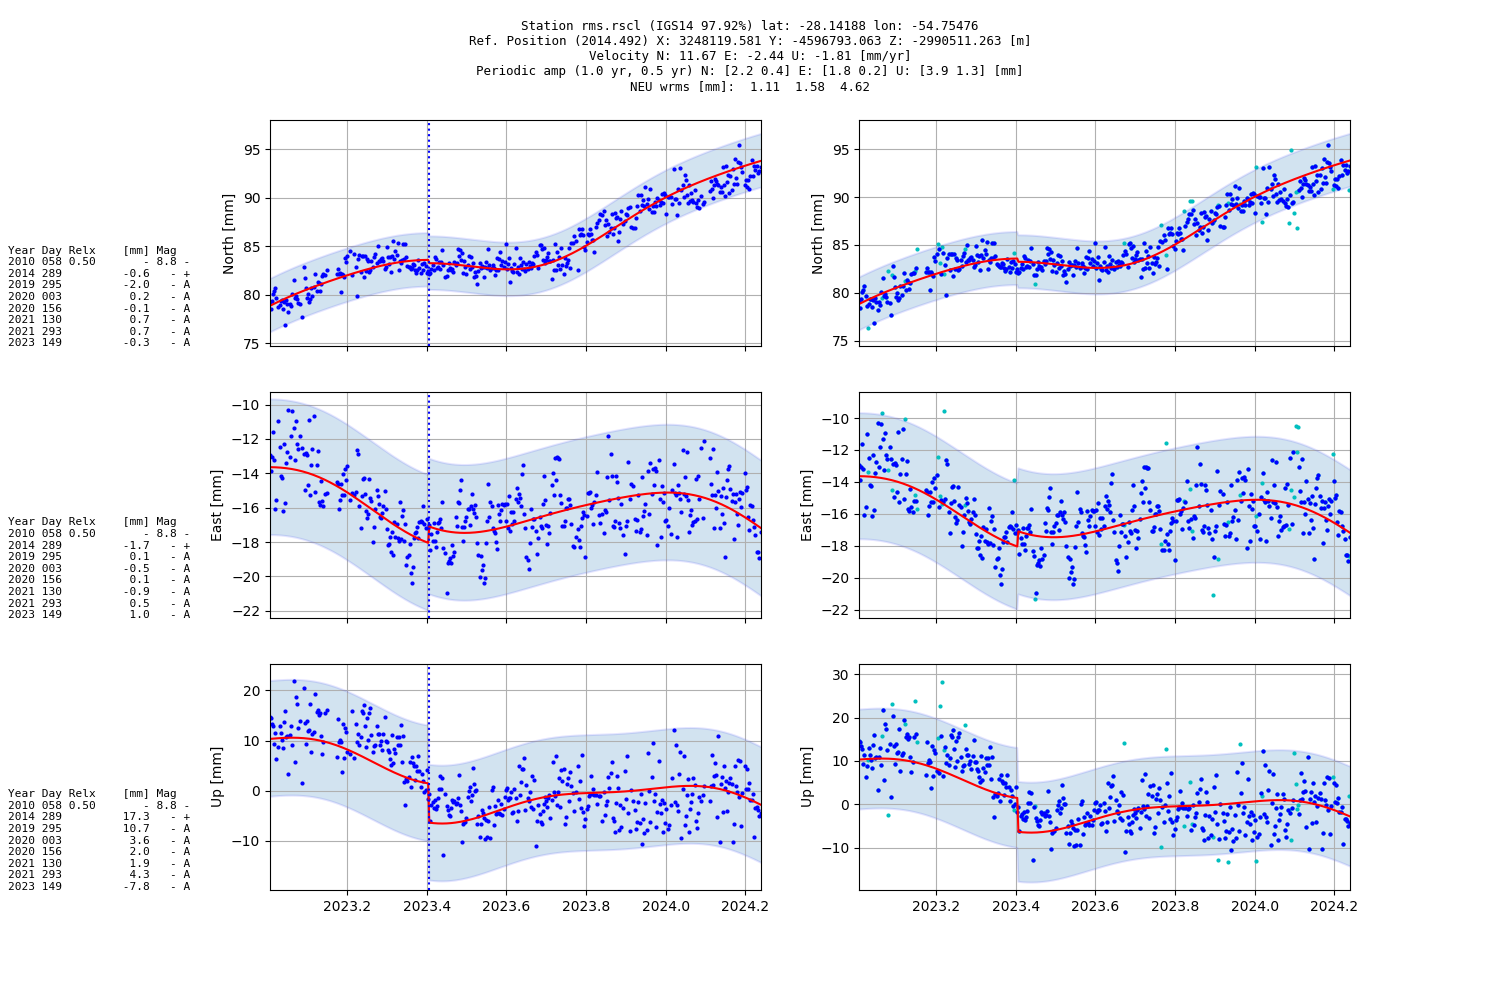 Station rms.rscl (IGS14 97.92%) lat: -28.14188 lon: -54.75476
Ref. Position (2014.492) X: 3248119.581 Y: -4596793.063 Z: -2990511.263 [m]
Velocity N: 11.67 E: -2.44 U: -1.81 [mm/yr]
Periodic amp (1.0 yr, 0.5 yr) N: [2.2 0.4] E: [1.8 0.2] U: [3.9 1.3] [mm]
NEU wrms [mm]: 1.11 1.58 4.62
Year Day Relx [mm] Mag
2010 058 0.50 - 8.8 -
2014 289 -0.6 - +
2019 295 -2.0 - A
2020 003 0.2 - A
2020 156 -0.1 - A
2021 130 0.7 - A
2021 293 0.7 - A
2023 149 -0.3 - A
North [mm]
95
90
85
80
75
North [mm]
95
90
85
80
75
Year Day Relx [mm] Mag
2010 058 0.50 - 8.8 -
2014 289 -1.7 - +
2019 295 0.1 - A
2020 003 -0.5 - A
2020 156 0.1 - A
2021 130 -0.9 - A
2021 293 0.5 - A
2023 149 1.0 - A
East [mm]
−10
−12
−14
−16
−18
−20
−22
East [mm]
−10
−12
−14
−16
−18
−20
−22
Year Day Relx [mm] Mag
2010 058 0.50 - 8.8 -
2014 289 17.3 - +
2019 295 10.7 - A
2020 003 3.6 - A
2020 156 2.0 - A
2021 130 1.9 - A
2021 293 4.3 - A
2023 149 -7.8 - A
Up [mm]
20
10
0
−10
2023.2 2023.4 2023.6 2023.8 2024.0 2024.2
Up [mm]
30
20
10
0
−10
2023.2 2023.4 2023.6 2023.8 2024.0 2024.2